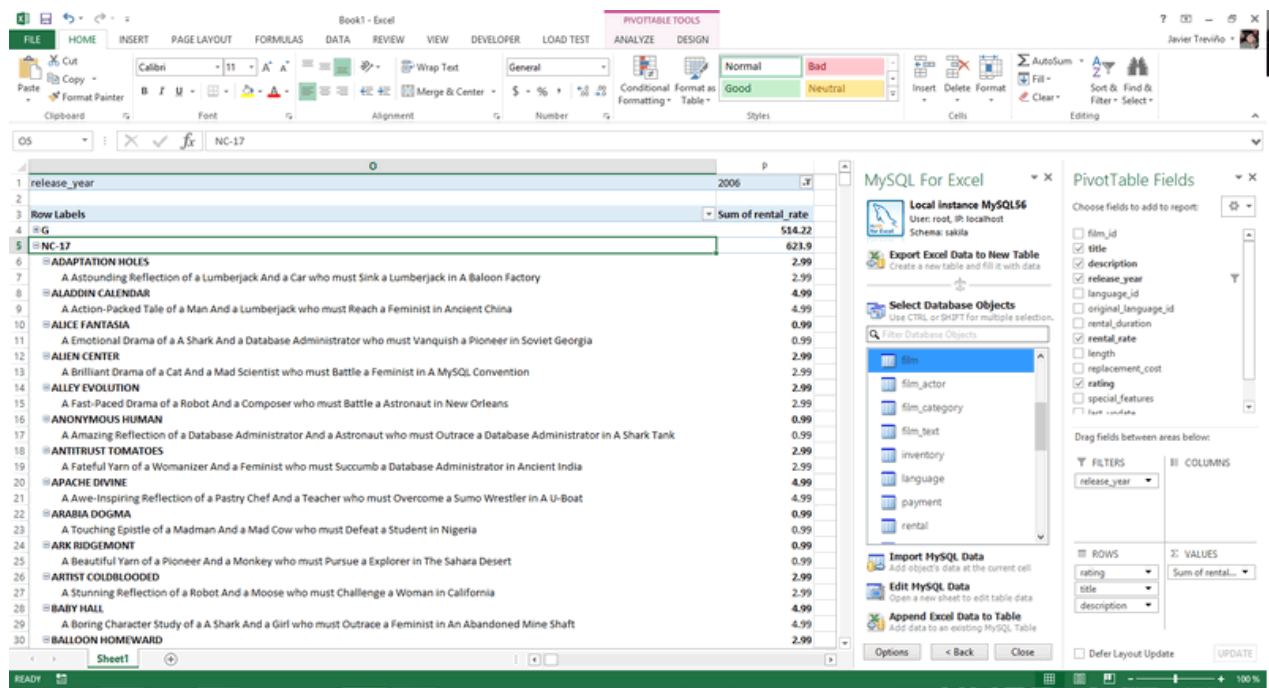 Book1 - Excel
PIVOTTABLE TOOLS
?
FILE HOME INSERT PAGE LAYOUT FORMULAS DATA REVIEW VIEW DEVELOPER LOAD TEST ANALYZE DESIGN
Javier Treviño
Paste
Cut
Copy
Format Painter
Clipboard
Calibri 11
B I U
Font
Wrap Text
Merge & Center
Alignment
General
$ % ,
Number
Conditional Formatting
Format as Table
Normal Bad
Good Neutral
Styles
Insert Delete Format
Cells
AutoSum
Fill
Clear
Sort & Filter
Find & Select
Editing
O5 fx NC-17
O P
1 release_year 2006
2
3 Row Labels Sum of rental_rate
4 G 514.22
5 NC-17 623.9
6 ADAPTATION HOLES 2.99
7 A Astounding Reflection of a Lumberjack And a Car who must Sink a Lumberjack in A Baloon Factory 2.99
8 ALADDIN CALENDAR 4.99
9 A Action-Packed Tale of a Man And a Lumberjack who must Reach a Feminist in Ancient China 4.99
10 ALICE FANTASIA 0.99
11 A Emotional Drama of a A Shark And a Database Administrator who must Vanquish a Pioneer in Soviet Georgia 0.99
12 ALIEN CENTER 2.99
13 A Brilliant Drama of a Cat And a Mad Scientist who must Battle a Feminist in A MySQL Convention 2.99
14 ALLEY EVOLUTION 2.99
15 A Fast-Paced Drama of a Robot And a Composer who must Battle a Astronaut in New Orleans 2.99
16 ANONYMOUS HUMAN 0.99
17 A Amazing Reflection of a Database Administrator And a Astronaut who must Outrace a Database Administrator in A Shark Tank 0.99
18 ANTITRUST TOMATOES 2.99
19 A Fateful Yarn of a Womanizer And a Feminist who must Succumb a Database Administrator in Ancient India 2.99
20 APACHE DIVINE 4.99
21 A Awe-Inspiring Reflection of a Pastry Chef And a Teacher who must Overcome a Sumo Wrestler in A U-Boat 4.99
22 ARABIA DOGMA 0.99
23 A Touching Epistle of a Madman And a Mad Cow who must Defeat a Student in Nigeria 0.99
24 ARK RIDGEMONT 0.99
25 A Beautiful Yarn of a Pioneer And a Monkey who must Pursue a Explorer in The Sahara Desert 0.99
26 ARTIST COLDBLOODED 2.99
27 A Stunning Reflection of a Robot And a Moose who must Challenge a Woman in California 2.99
28 BABY HALL 4.99
29 A Boring Character Study of a A Shark And a Girl who must Outrace a Feminist in An Abandoned Mine Shaft 4.99
30 BALLOON HOMEWARD 2.99
Sheet1
READY
100 %
MySQL For Excel
Local instance MySQL56
User: root, IP: localhost
Schema: sakila
Export Excel Data to New Table
Create a new table and fill it with data
Select Database Objects
Use CTRL or SHIFT for multiple selection.
Filter Database Objects
film
film_actor
film_category
film_text
inventory
language
payment
rental
Import MySQL Data
Add object's data at the current cell
Edit MySQL Data
Open a new sheet to edit table data
Append Excel Data to Table
Add data to an existing MySQL Table
Options < Back Close
PivotTable Fields
Choose fields to add to report:
film_id
title
description
release_year
language_id
original_language_id
rental_duration
rental_rate
length
replacement_cost
rating
special_features
last_update
Drag fields between areas below:
FILTERS COLUMNS
release_year
ROWS Σ VALUES
rating Sum of rental...
title
description
Defer Layout Update UPDATE